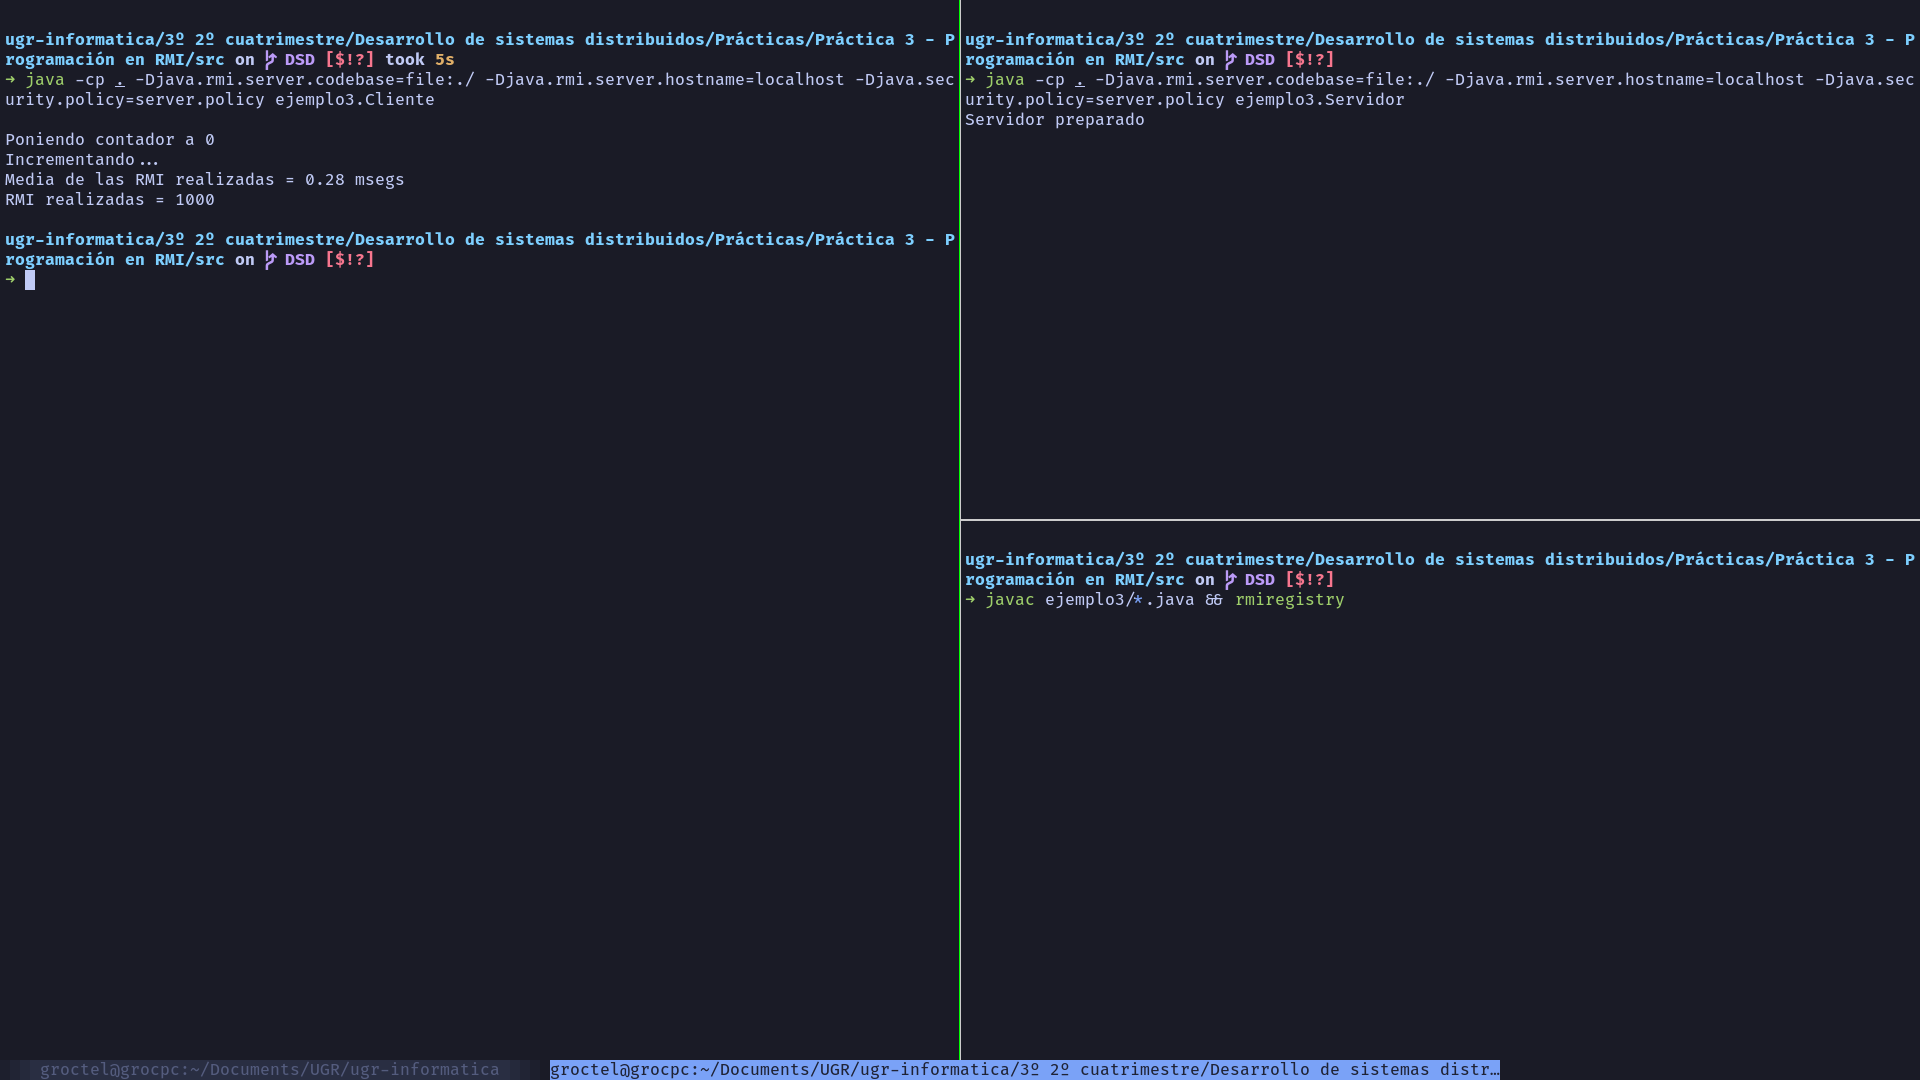 ugr-informatica/3º 2º cuatrimestre/Desarrollo de sistemas distribuidos/Prácticas/Práctica 3 - P
rogramación en RMI/src on DSD [$!?] took 5s
➜ java -cp . -Djava.rmi.server.codebase=file:./ -Djava.rmi.server.hostname=localhost -Djava.sec
urity.policy=server.policy ejemplo3.Cliente
Poniendo contador a 0
Incrementando...
Media de las RMI realizadas = 0.28 msegs
RMI realizadas = 1000
ugr-informatica/3º 2º cuatrimestre/Desarrollo de sistemas distribuidos/Prácticas/Práctica 3 - P
rogramación en RMI/src on DSD [$!?]
➜
ugr-informatica/3º 2º cuatrimestre/Desarrollo de sistemas distribuidos/Prácticas/Práctica 3 - P
rogramación en RMI/src on DSD [$!?]
➜ java -cp . -Djava.rmi.server.codebase=file:./ -Djava.rmi.server.hostname=localhost -Djava.sec
urity.policy=server.policy ejemplo3.Servidor
Servidor preparado
ugr-informatica/3º 2º cuatrimestre/Desarrollo de sistemas distribuidos/Prácticas/Práctica 3 - P
rogramación en RMI/src on DSD [$!?]
➜ javac ejemplo3/*.java && rmiregistry
groctel@grocpc:~/Documents/UGR/ugr-informatica
groctel@grocpc:~/Documents/UGR/ugr-informatica/3º 2º cuatrimestre/Desarrollo de sistemas distr…